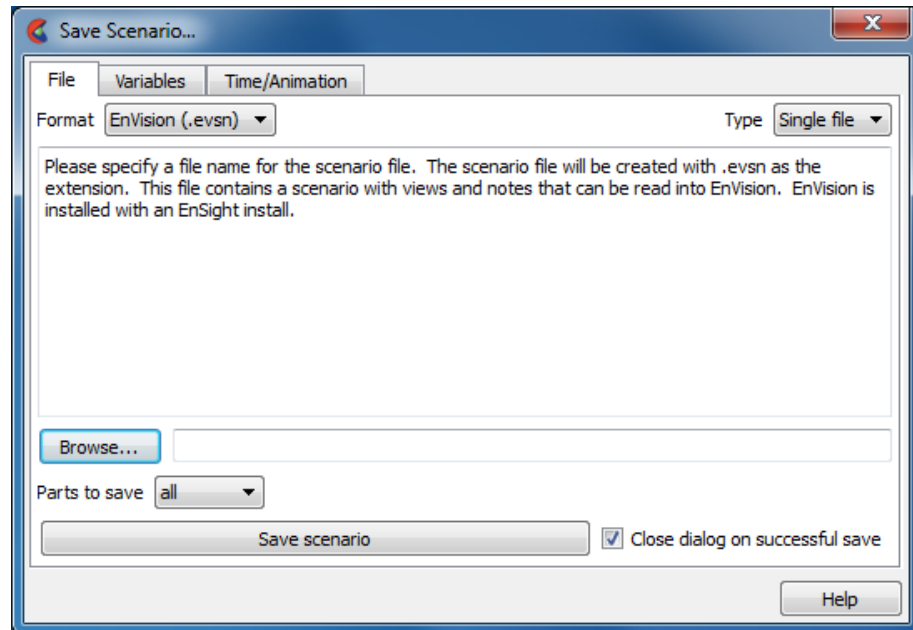 Save Scenario...
File Variables Time/Animation
Format EnVision (.evsn) Type Single file
Please specify a file name for the scenario file. The scenario file will be created with .evsn as the
extension. This file contains a scenario with views and notes that can be read into EnVision. EnVision is
installed with an EnSight install.
Browse...
Parts to save all
Save scenario Close dialog on successful save
Help